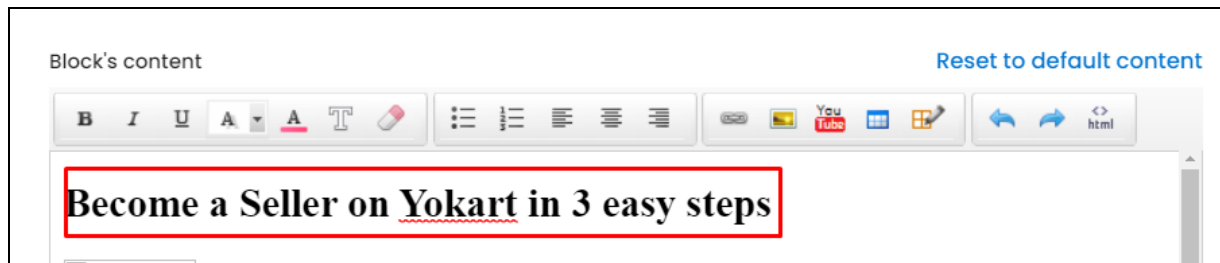 Block's content
Reset to default content
B I U A A T
You Tube
<> html
Become a Seller on Yokart in 3 easy steps